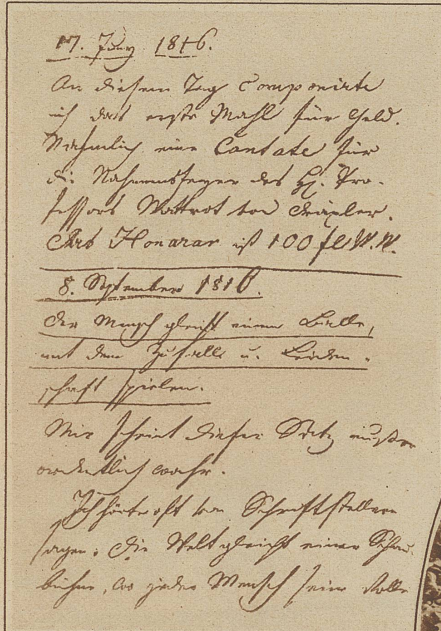 17. Juny 1816.
An diesem Tag componirte
ich das erste Mahl für Geld.
Nähmlich eine Cantate für
die Nahmensfeyer des H. Pro-
fessors Wattrot von Dräxler.
Das Honorar ist 100 fl W.W.
8. September 1816.
Der Mensch gleicht einem Balle,
mit dem Zufall u. Leiden-
schaft spielen.
Mir scheint dieser Satz außer-
ordentlich wahr.
Ich hörte oft von Schriftstellern
sagen: Die Welt gleicht einer Schau-
bühne, wo jeder Mensch seine Rolle